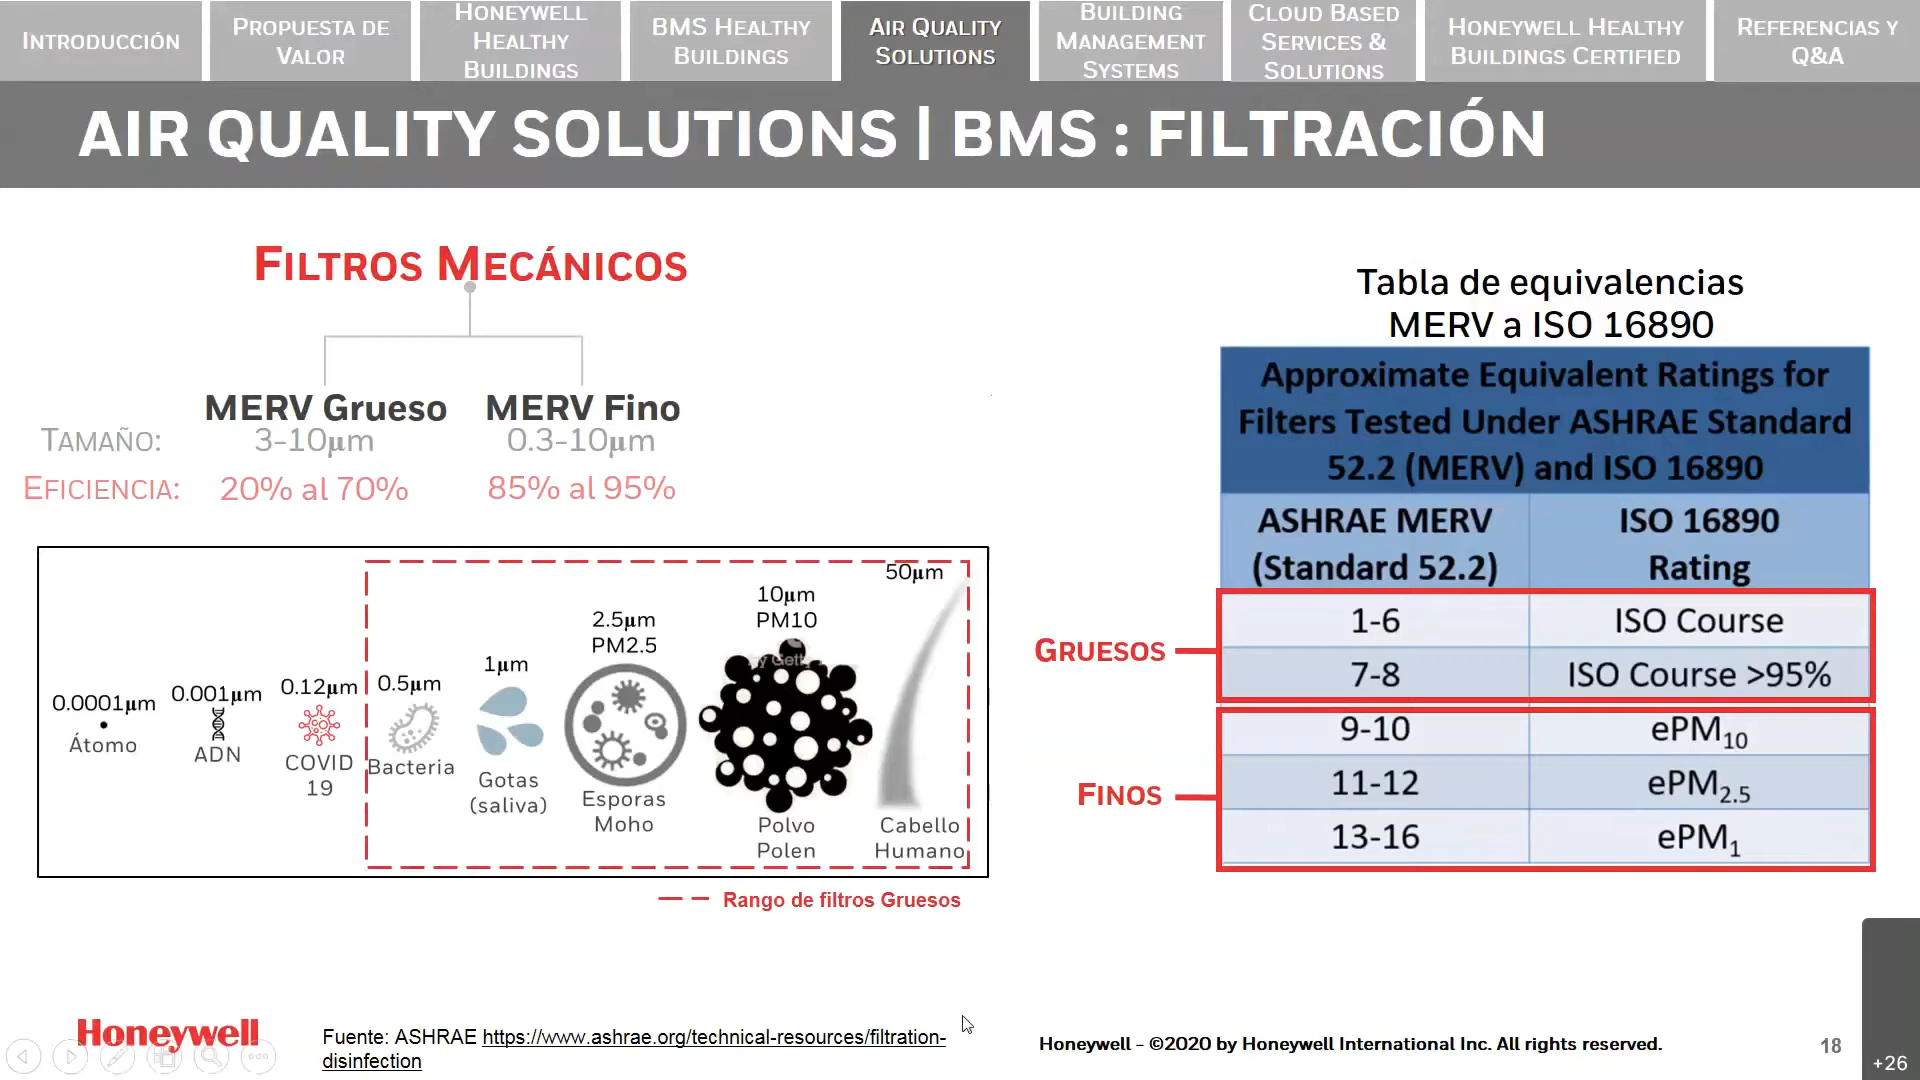 INTRODUCCIÓN
PROPUESTA DE
VALOR
HONEYWELL
HEALTHY
BUILDINGS
BMS HEALTHY
BUILDINGS
AIR QUALITY
SOLUTIONS
BUILDING
MANAGEMENT
SYSTEMS
CLOUD BASED
SERVICES &
SOLUTIONS
HONEYWELL HEALTHY
BUILDINGS CERTIFIED
REFERENCIAS Y
Q&A
AIR QUALITY SOLUTIONS | BMS : FILTRACIÓN
FILTROS MECÁNICOS
MERV Grueso
MERV Fino
TAMAÑO:
3-10µm
0.3-10µm
EFICIENCIA:
20% al 70%
85% al 95%
0.0001µm
Átomo
0.001µm
ADN
0.12µm
COVID
19
0.5µm
Bacteria
1µm
Gotas
(saliva)
2.5µm
PM2.5
Esporas
Moho
10µm
PM10
Polvo
Polen
50µm
Cabello
Humano
Rango de filtros Gruesos
Tabla de equivalencias
MERV a ISO 16890
Approximate Equivalent Ratings for
Filters Tested Under ASHRAE Standard
52.2 (MERV) and ISO 16890
ASHRAE MERV
(Standard 52.2)
ISO 16890
Rating
GRUESOS
1-6 ISO Course
7-8 ISO Course >95%
FINOS
9-10 ePM10
11-12 ePM2.5
13-16 ePM1
Honeywell
Fuente: ASHRAE https://www.ashrae.org/technical-resources/filtration-
disinfection
Honeywell - ©2020 by Honeywell International Inc. All rights reserved.
18
+26